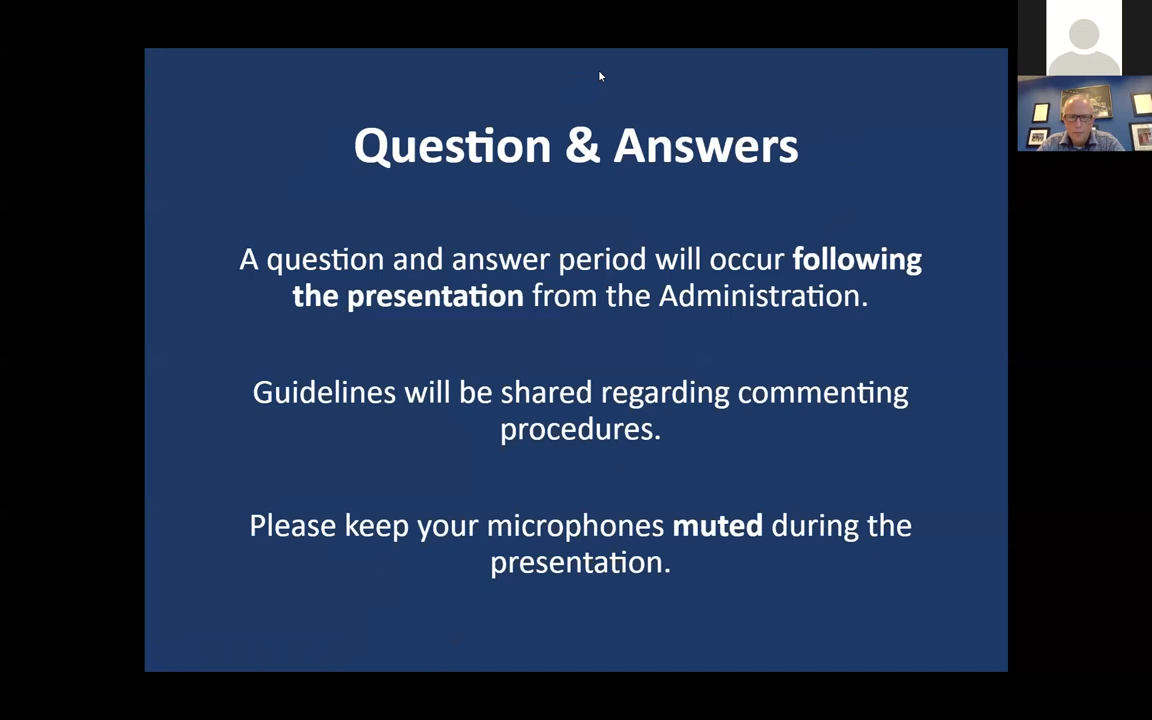 Question & Answers
A question and answer period will occur following
the presentation from the Administration.
Guidelines will be shared regarding commenting
procedures.
Please keep your microphones muted during the
presentation.